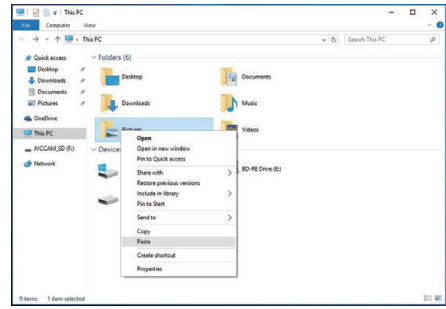 This PC
File Computer View
This PC
Search This PC
Quick access
Desktop
Downloads
Documents
Pictures
OneDrive
This PC
JVCCAM_SD (F:)
Network
Folders (6)
Desktop
Documents
Downloads
Music
Pictures
Videos
Devices
BD-RE Drive (E:)
Open
Open in new window
Pin to Quick access
Share with
Restore previous versions
Include in library
Pin to Start
Send to
Copy
Paste
Create shortcut
Properties
9 items 1 item selected